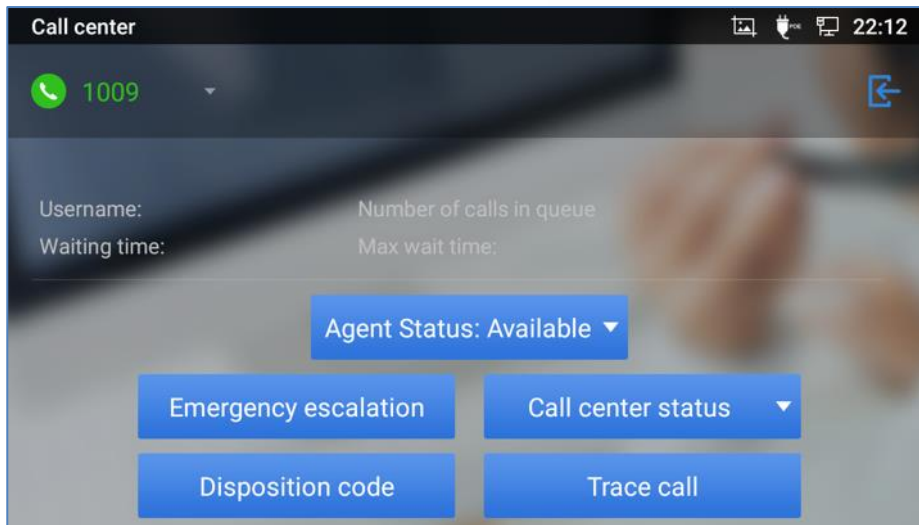 Call center 22:12
1009
Username: Number of calls in queue
Waiting time: Max wait time:
Agent Status: Available
Emergency escalation Call center status
Disposition code Trace call